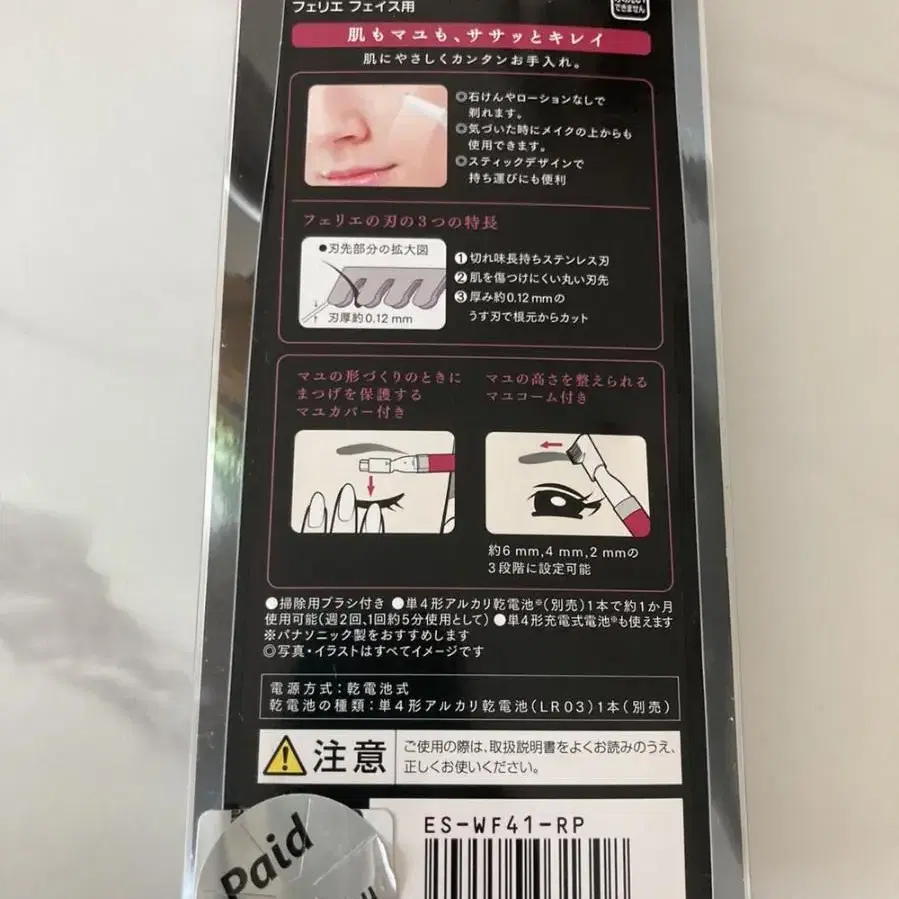 フェリエ フェイス用
できません
肌もマユも、ササッとキレイ
肌にやさしくカンタンお手入れ。
◎石けんやローションなしで
剃れます。
◎気づいた時にメイクの上からも
使用できます。
◎スティックデザインで
持ち運びにも便利
フェリエの刃の3つの特長
●刃先部分の拡大図
刃厚約0.12 mm
❶切れ味長持ちステンレス刃
❷肌を傷つけにくい丸い刃先
❸厚み約0.12 mmの
うす刃で根元からカット
マユの形づくりのときに
まつげを保護する
マユカバー付き
マユの高さを整えられる
マユコーム付き
約6 mm,4 mm,2 mmの
3段階に設定可能
●掃除用ブラシ付き ●単4形アルカリ乾電池※(別売)1本で約1か月
使用可能(週2回、1回約5分使用として) ●単4形充電式電池※も使えます
※パナソニック製をおすすめします
◎写真・イラストはすべてイメージです
電源方式:乾電池式
乾電池の種類:単4形アルカリ乾電池(LR03)1本(別売)
注意
ご使用の際は、取扱説明書をよくお読みのうえ、
正しくお使いください。
ES-WF41-RP
Paid